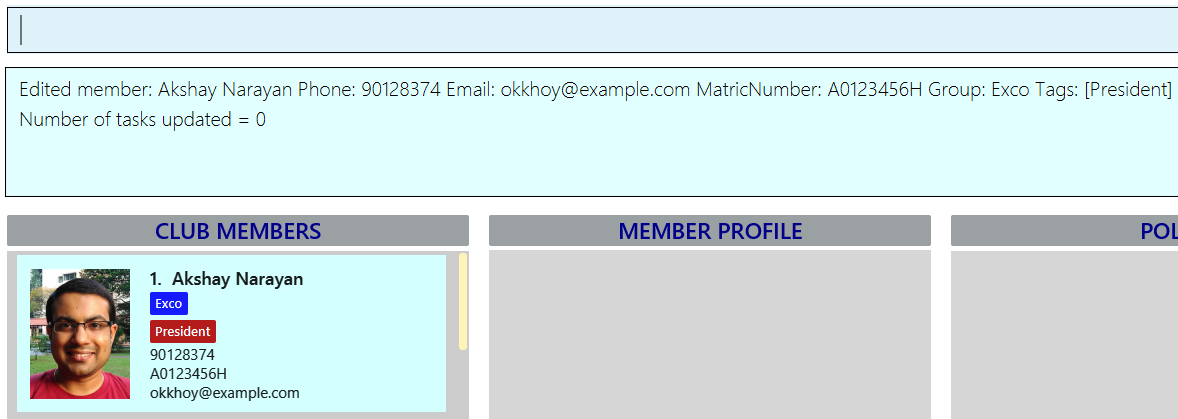 Edited member: Akshay Narayan Phone: 90128374 Email: okkhoy@example.com MatricNumber: A0123456H Group: Exco Tags: [President]
Number of tasks updated = 0
CLUB MEMBERS
MEMBER PROFILE
POL
1. Akshay Narayan
Exco
President
90128374
A0123456H
okkhoy@example.com